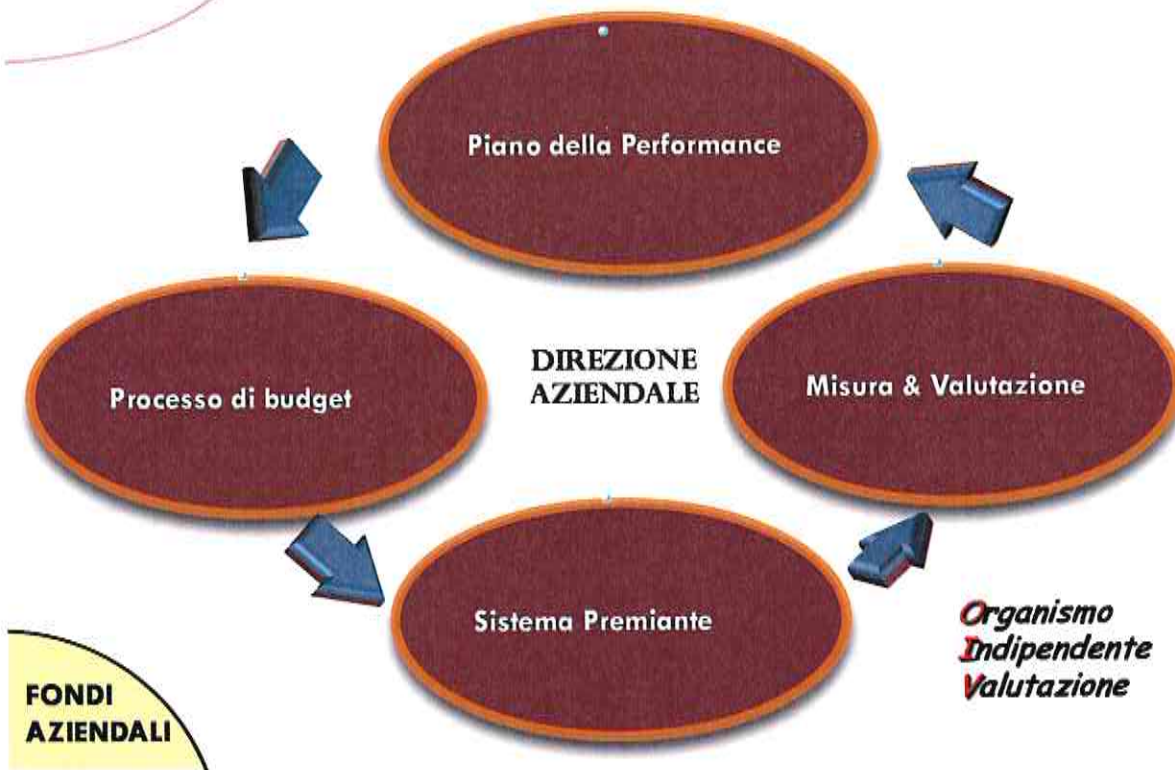 Piano della Performance
DIREZIONE
AZIENDALE
Processo di budget
Misura & Valutazione
Sistema Premiante
Organismo
Indipendente
Valutazione
FONDI
AZIENDALI